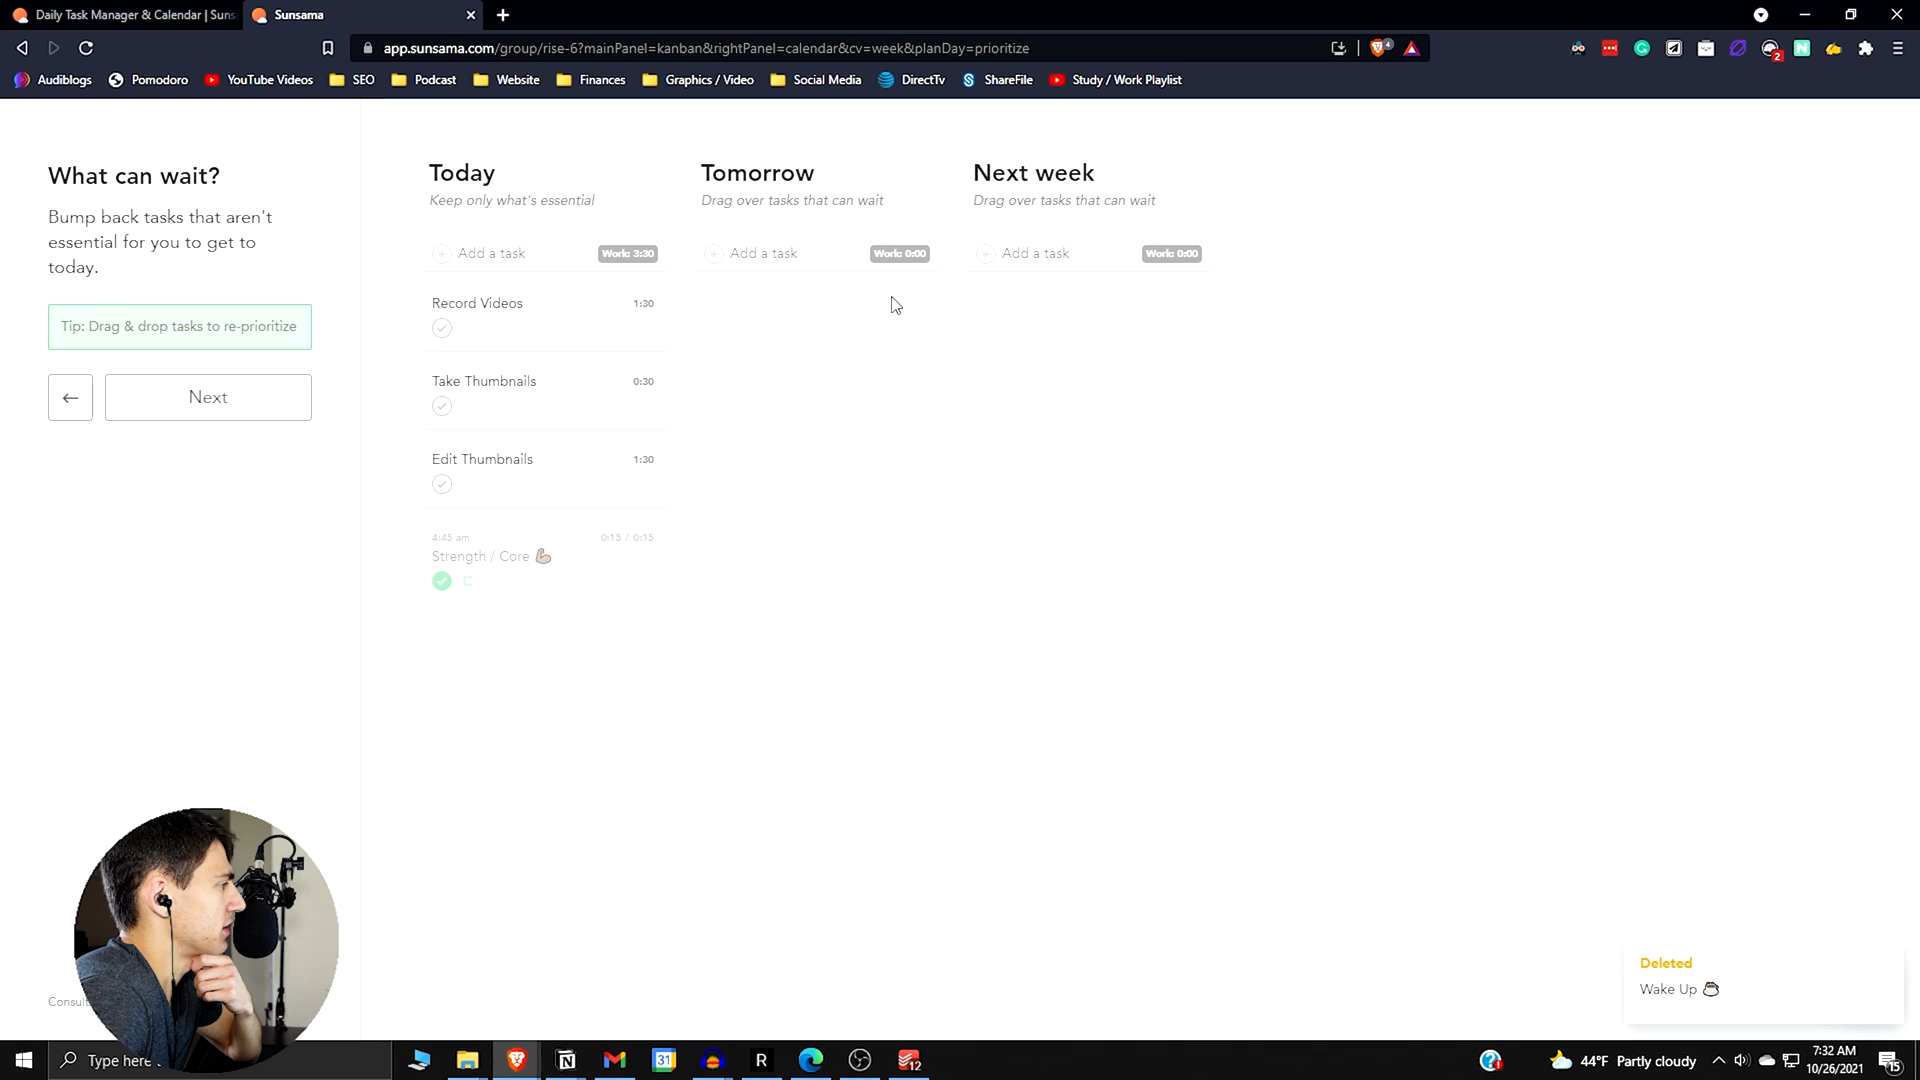 Daily Task Manager & Calendar | Suns
Sunsama
app.sunsama.com/group/rise-6?mainPanel=kanban&rightPanel=calendar&cv=week&planDay=prioritize
4
2
Audiblogs
Pomodoro
YouTube Videos
SEO
Podcast
Website
Finances
Graphics / Video
Social Media
DirectTv
ShareFile
Study / Work Playlist
What can wait?
Bump back tasks that aren't
essential for you to get to
today.
Tip: Drag & drop tasks to re-prioritize
Next
Today
Keep only what's essential
Add a task
Work: 3:30
Record Videos
1:30
Take Thumbnails
0:30
Edit Thumbnails
1:30
4:45 am
0:15 / 0:15
Strength / Core
Tomorrow
Drag over tasks that can wait
Add a task
Work: 0:00
Next week
Drag over tasks that can wait
Add a task
Work: 0:00
Deleted
Wake Up
Consult
Type here
31
R
12
44°F Partly cloudy
7:32 AM
10/26/2021
15